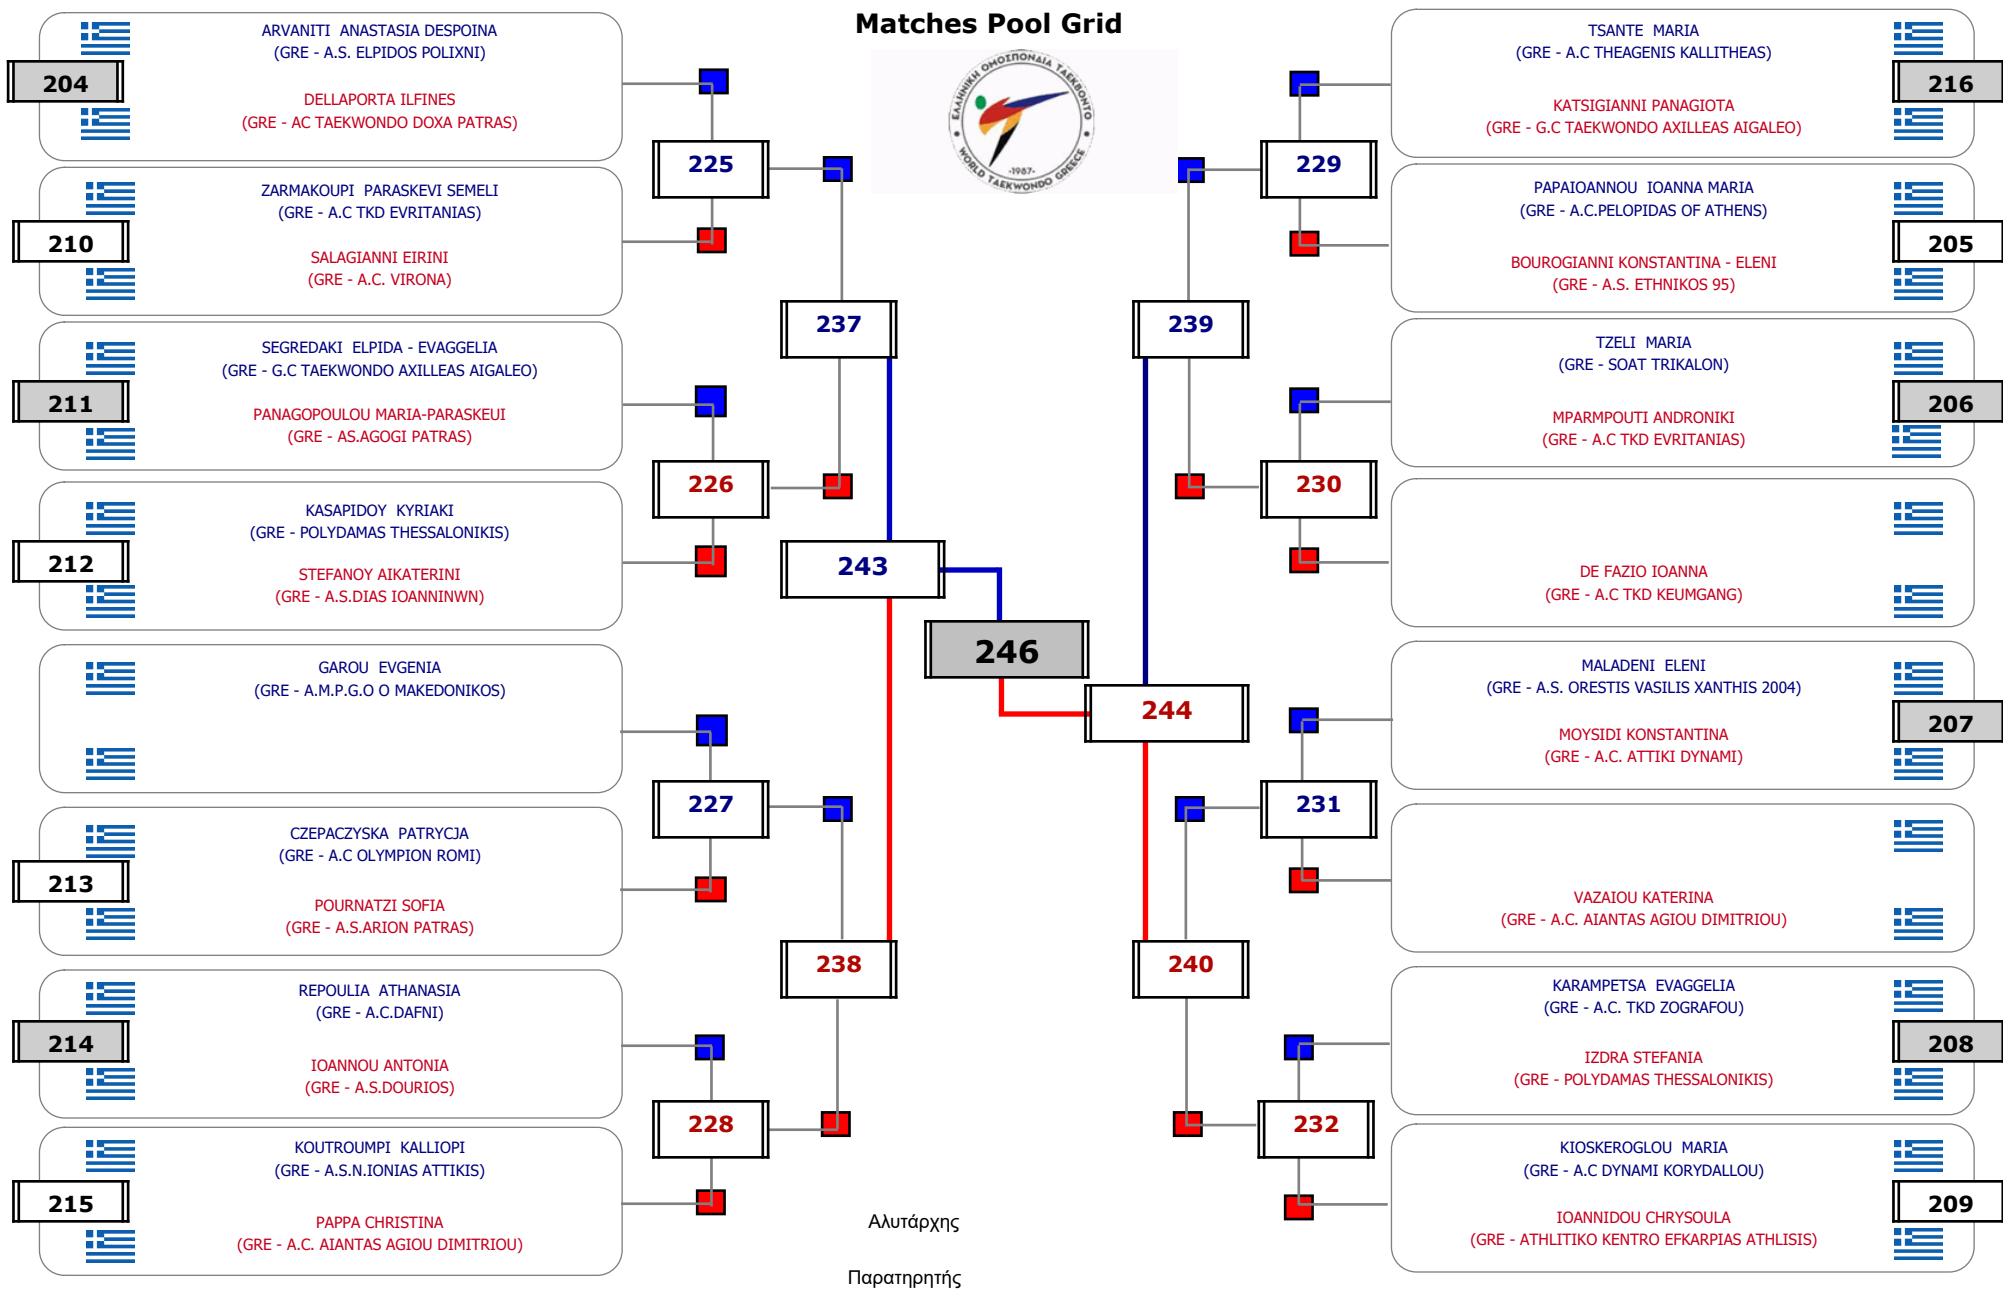 Matches Pool Grid
ΕΛΛΗΝΙΚΗ ΟΜΟΣΠΟΝΔΙΑ ΤΑΕΚΒΟΝΤΟ
-1987-
WORLD TAEKWONDO GREECE
ARVANITI ANASTASIA DESPOINA
(GRE - A.S. ELPIDOS POLIXNI)
204
DELLAPORTA ILFINES
(GRE - AC TAEKWONDO DOXA PATRAS)
ZARMAKOUPI PARASKEVI SEMELI
(GRE - A.C TKD EVRITANIAS)
210
SALAGIANNI EIRINI
(GRE - A.C. VIRONA)
SEGREDAKI ELPIDA - EVAGGELIA
(GRE - G.C TAEKWONDO AXILLEAS AIGALEO)
211
PANAGOPOULOU MARIA-PARASKEUI
(GRE - AS.AGOGI PATRAS)
KASAPIDOY KYRIAKI
(GRE - POLYDAMAS THESSALONIKIS)
212
STEFANOY AIKATERINI
(GRE - A.S.DIAS IOANNINWN)
GAROU EVGENIA
(GRE - A.M.P.G.O O MAKEDONIKOS)
CZEPACZYSKA PATRYCJA
(GRE - A.C OLYMPION ROMI)
213
POURNATZI SOFIA
(GRE - A.S.ARION PATRAS)
REPOULIA ATHANASIA
(GRE - A.C.DAFNI)
214
IOANNOU ANTONIA
(GRE - A.S.DOURIOS)
KOUTROUMPI KALLIOPI
(GRE - A.S.N.IONIAS ATTIKIS)
215
PAPPA CHRISTINA
(GRE - A.C. AIANTAS AGIOU DIMITRIOU)
225
226
227
228
237
238
243
246
244
239
240
229
230
231
232
TSANTE MARIA
(GRE - A.C THEAGENIS KALLITHEAS)
216
KATSIGIANNI PANAGIOTA
(GRE - G.C TAEKWONDO AXILLEAS AIGALEO)
PAPAIOANNOU IOANNA MARIA
(GRE - A.C.PELOPIDAS OF ATHENS)
205
BOUROGIANNI KONSTANTINA - ELENI
(GRE - A.S. ETHNIKOS 95)
TZELI MARIA
(GRE - SOAT TRIKALON)
206
MPARMPOUTI ANDRONIKI
(GRE - A.C TKD EVRITANIAS)
DE FAZIO IOANNA
(GRE - A.C TKD KEUMGANG)
MALADENI ELENI
(GRE - A.S. ORESTIS VASILIS XANTHIS 2004)
207
MOYSIDI KONSTANTINA
(GRE - A.C. ATTIKI DYNAMI)
VAZAIOU KATERINA
(GRE - A.C. AIANTAS AGIOU DIMITRIOU)
KARAMPETSA EVAGGELIA
(GRE - A.C. TKD ZOGRAFOU)
208
IZDRA STEFANIA
(GRE - POLYDAMAS THESSALONIKIS)
KIOSKEROGLOU MARIA
(GRE - A.C DYNAMI KORYDALLOU)
209
IOANNIDOU CHRYSOULA
(GRE - ATHLITIKO KENTRO EFKARPIAS ATHLISIS)
Αλυτάρχης
Παρατηρητής